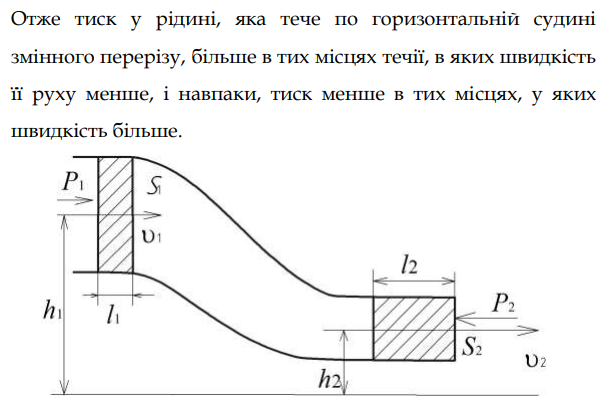 Отже тиск у рідині, яка тече по горизонтальній судині
змінного перерізу, більше в тих місцях течії, в яких швидкість
її руху менше, і навпаки, тиск менше в тих місцях, у яких
швидкість більше.
P1
S1
υ1
l2
h1
l1
P2
S2
υ2
h2